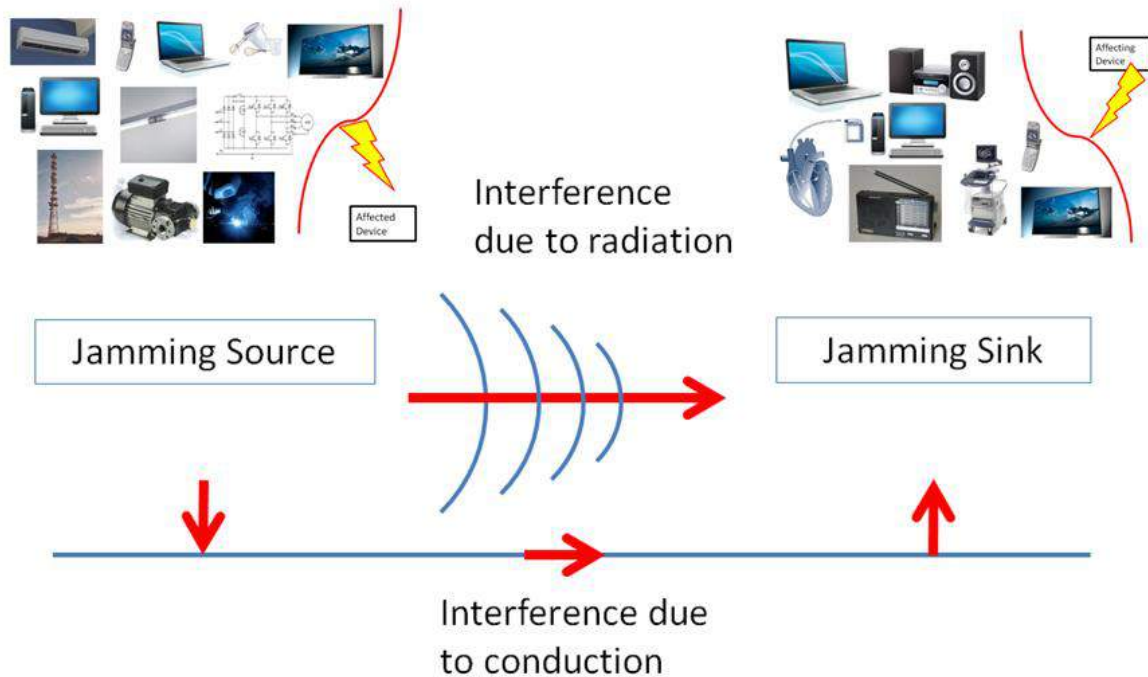 Affecting
Device
Affected
Device
Interference
due to radiation
Jamming Source
Jamming Sink
Interference due
to conduction